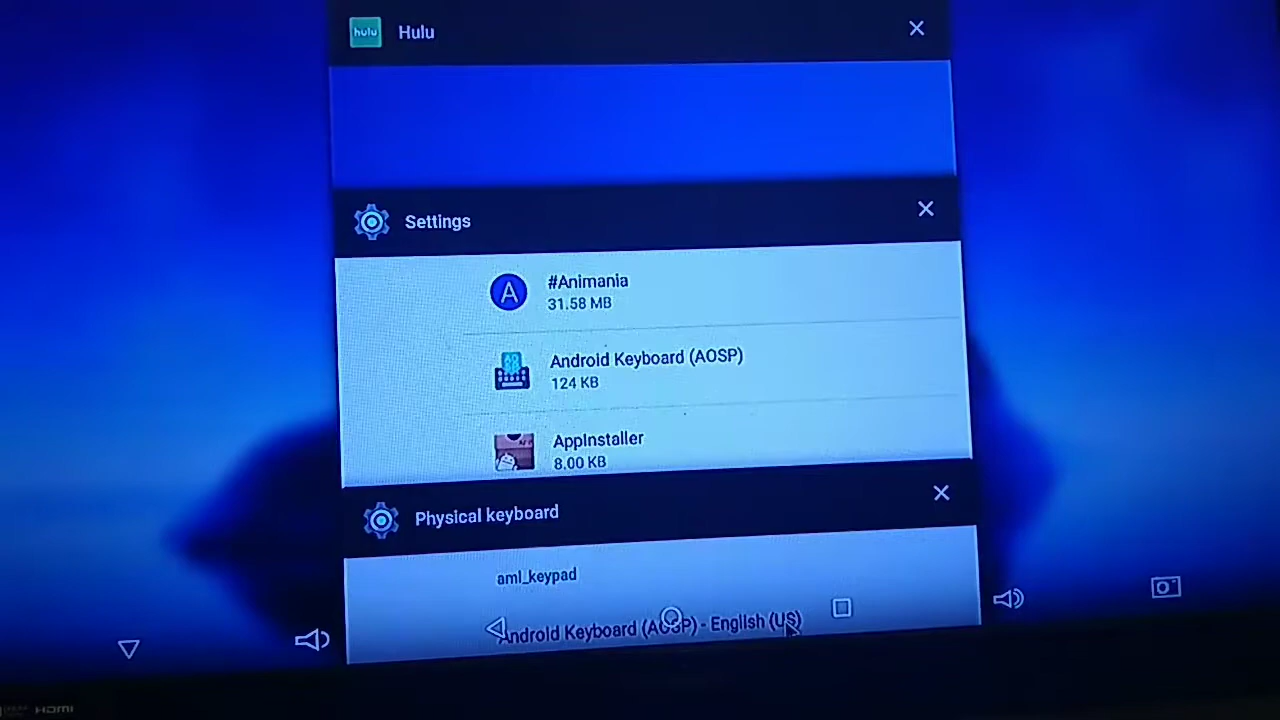 hulu
Hulu
Settings
#Animania
31.58 MB
A
Android Keyboard (AOSP)
124 KB
AppInstaller
8.00 KB
Physical keyboard
aml_keypad
Android Keyboard (AOSP) - English (US)
HDMI